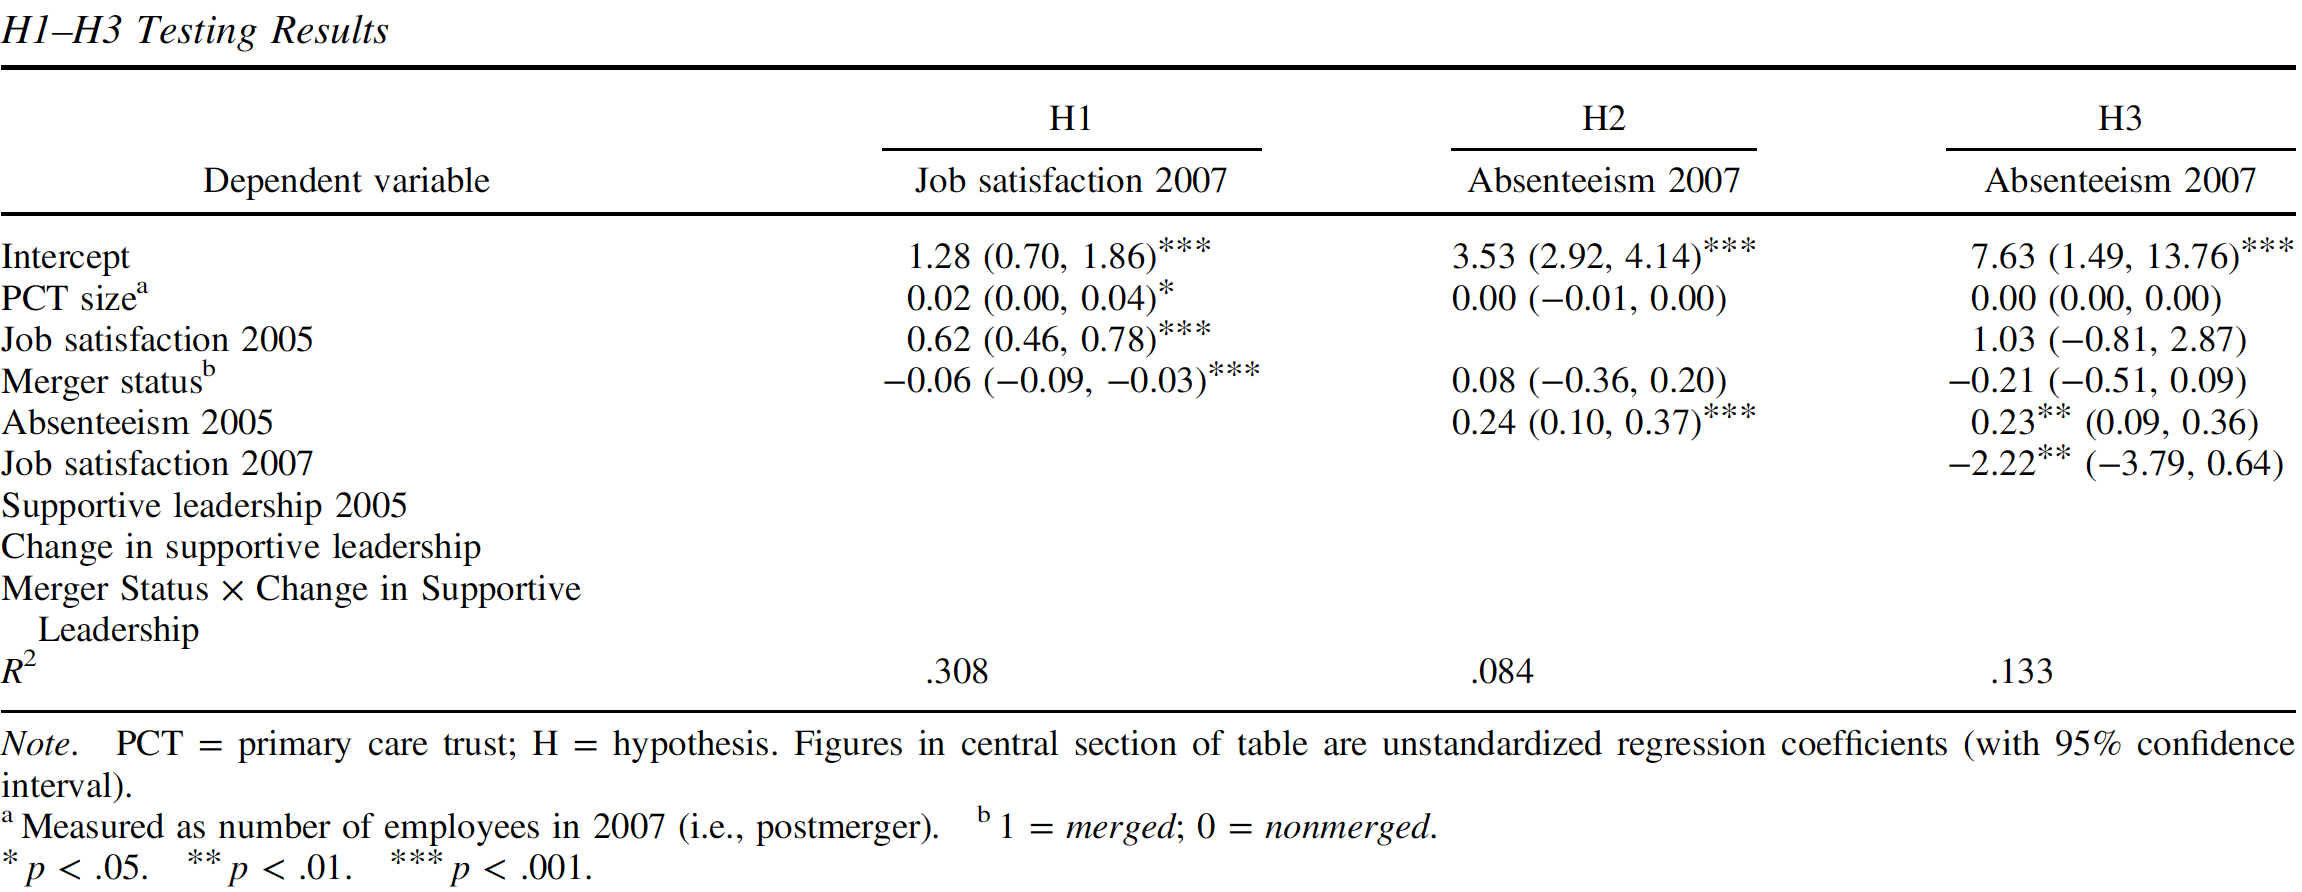 H1–H3 Testing Results
H1 H2 H3
Dependent variable Job satisfaction 2007 Absenteeism 2007 Absenteeism 2007
Intercept 1.28 (0.70, 1.86)*** 3.53 (2.92, 4.14)*** 7.63 (1.49, 13.76)***
PCT sizeᵃ 0.02 (0.00, 0.04)* 0.00 (−0.01, 0.00) 0.00 (0.00, 0.00)
Job satisfaction 2005 0.62 (0.46, 0.78)*** 1.03 (−0.81, 2.87)
Merger statusᵇ −0.06 (−0.09, −0.03)*** 0.08 (−0.36, 0.20) −0.21 (−0.51, 0.09)
Absenteeism 2005 0.24 (0.10, 0.37)*** 0.23** (0.09, 0.36)
Job satisfaction 2007 −2.22** (−3.79, 0.64)
Supportive leadership 2005
Change in supportive leadership
Merger Status × Change in Supportive
Leadership
R² .308 .084 .133
Note. PCT = primary care trust; H = hypothesis. Figures in central section of table are unstandardized regression coefficients (with 95% confidence
interval).
ᵃ Measured as number of employees in 2007 (i.e., postmerger). ᵇ 1 = merged; 0 = nonmerged.
* p < .05. ** p < .01. *** p < .001.